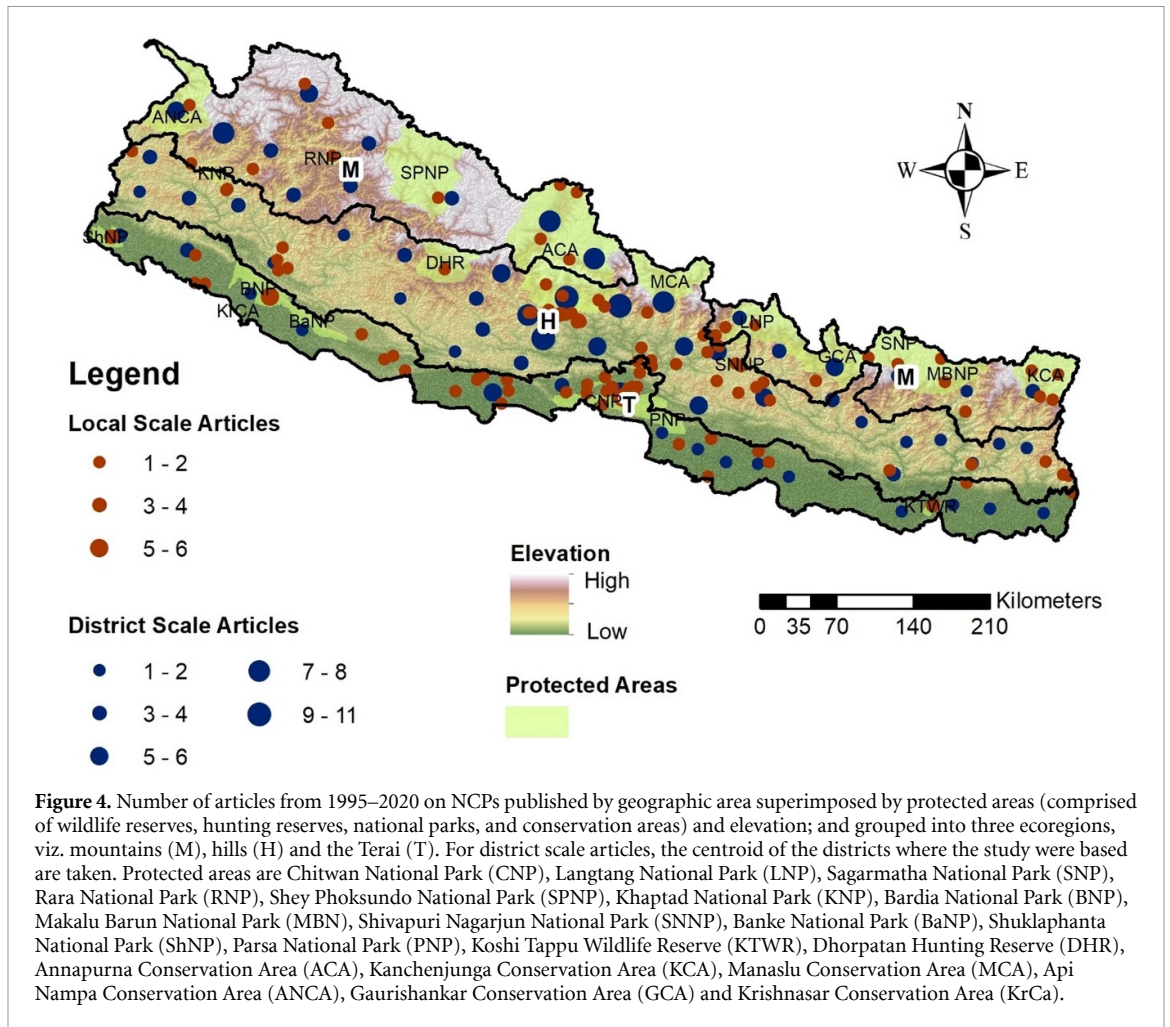 N
W E
S
ANCA
RNP
M
SPNP
KNP
ShNP
ACA
DHR
MCA
BNP
KrCA
BaNP
H
LNP
SNNP
GCA
SNP
M
MBNP
KCA
CNP
T
PNP
KTWR
Legend
Local Scale Articles
1 - 2
3 - 4
5 - 6
District Scale Articles
1 - 2
3 - 4
5 - 6
7 - 8
9 - 11
Elevation
High
Low
Protected Areas
Kilometers
0 35 70 140 210
Figure 4. Number of articles from 1995–2020 on NCPs published by geographic area superimposed by protected areas (comprised
of wildlife reserves, hunting reserves, national parks, and conservation areas) and elevation; and grouped into three ecoregions,
viz. mountains (M), hills (H) and the Terai (T). For district scale articles, the centroid of the districts where the study were based
are taken. Protected areas are Chitwan National Park (CNP), Langtang National Park (LNP), Sagarmatha National Park (SNP),
Rara National Park (RNP), Shey Phoksundo National Park (SPNP), Khaptad National Park (KNP), Bardia National Park (BNP),
Makalu Barun National Park (MBN), Shivapuri Nagarjun National Park (SNNP), Banke National Park (BaNP), Shuklaphanta
National Park (ShNP), Parsa National Park (PNP), Koshi Tappu Wildlife Reserve (KTWR), Dhorpatan Hunting Reserve (DHR),
Annapurna Conservation Area (ACA), Kanchenjunga Conservation Area (KCA), Manaslu Conservation Area (MCA), Api
Nampa Conservation Area (ANCA), Gaurishankar Conservation Area (GCA) and Krishnasar Conservation Area (KrCa).